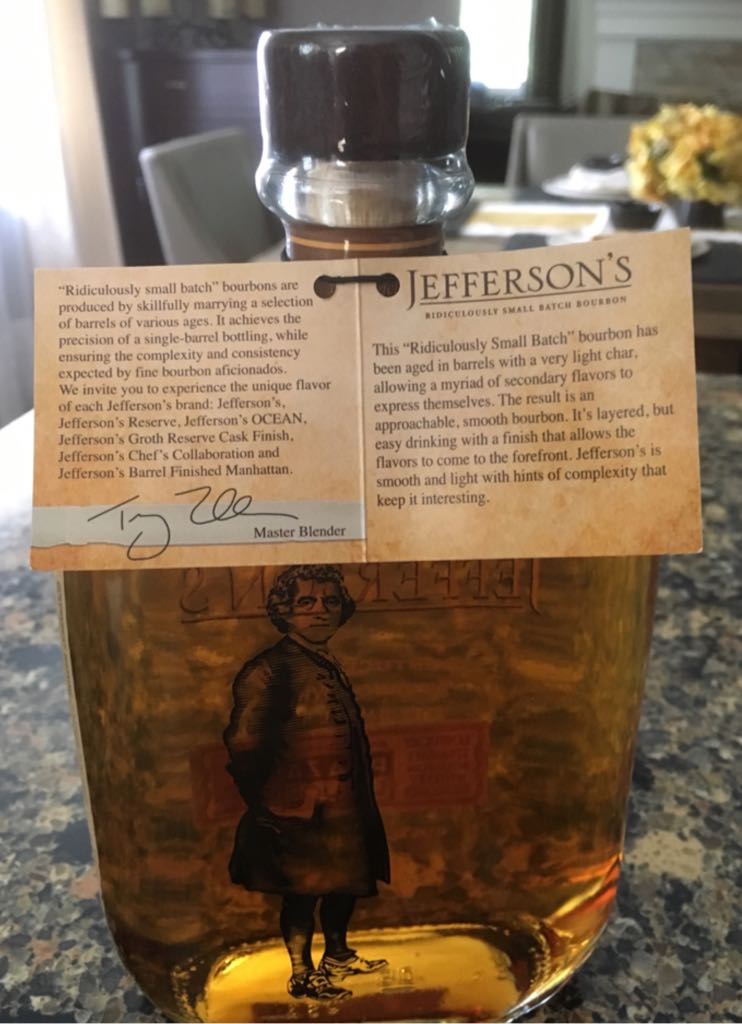 “Ridiculously small batch” bourbons are
produced by skillfully marrying a selection
of barrels of various ages. It achieves the
precision of a single-barrel bottling, while
ensuring the complexity and consistency
expected by fine bourbon aficionados.
We invite you to experience the unique flavor
of each Jefferson’s brand: Jefferson’s,
Jefferson’s Reserve, Jefferson’s OCEAN,
Jefferson’s Groth Reserve Cask Finish,
Jefferson’s Chef’s Collaboration and
Jefferson’s Barrel Finished Manhattan.
Master Blender
JEFFERSON’S
RIDICULOUSLY SMALL BATCH BOURBON
This “Ridiculously Small Batch” bourbon has
been aged in barrels with a very light char,
allowing a myriad of secondary flavors to
express themselves. The result is an
approachable, smooth bourbon. It’s layered, but
easy drinking with a finish that allows the
flavors to come to the forefront. Jefferson’s is
smooth and light with hints of complexity that
keep it interesting.
JEFFERSON’S